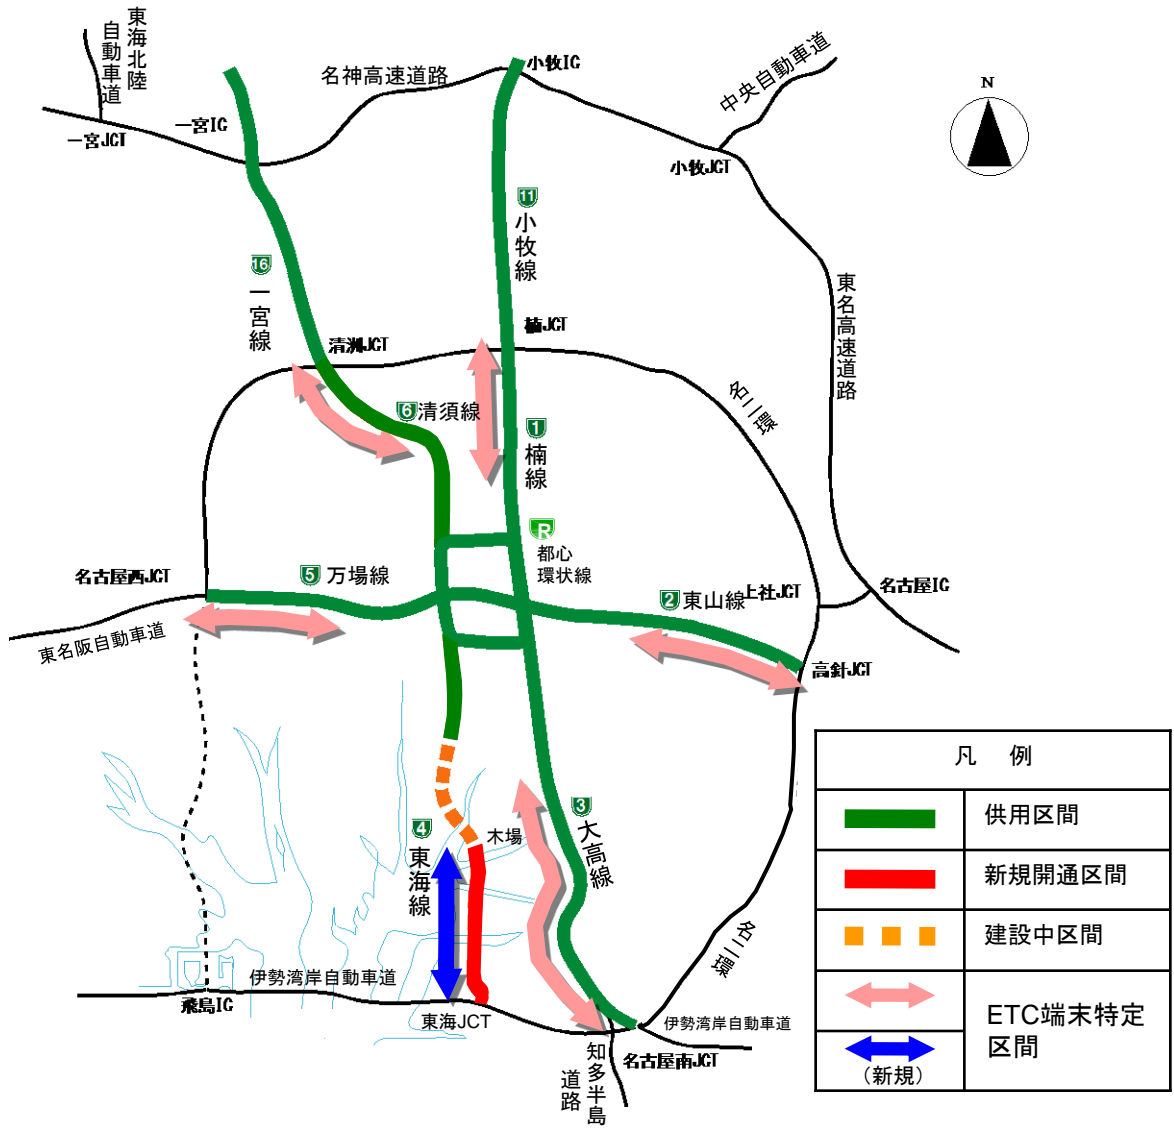 東海北陸
自動車道
名神高速道路
小牧IC
中央自動車道
N
一宮JCT
一宮IC
小牧JCT
11
小牧線
16
一宮線
東名高速道路
楠JCT
清洲JCT
名二環
6
清須線
1
楠線
R
都心
環状線
名古屋西JCT
5
万場線
2
東山線
上社JCT
名古屋IC
東名阪自動車道
高針JCT
凡 例
供用区間
新規開通区間
建設中区間
ETC端末特定
区間
(新規)
3
大高線
4
東海線
木場
名二環
伊勢湾岸自動車道
飛島IC
東海JCT
伊勢湾岸自動車道
名古屋南JCT
知多半島
道路